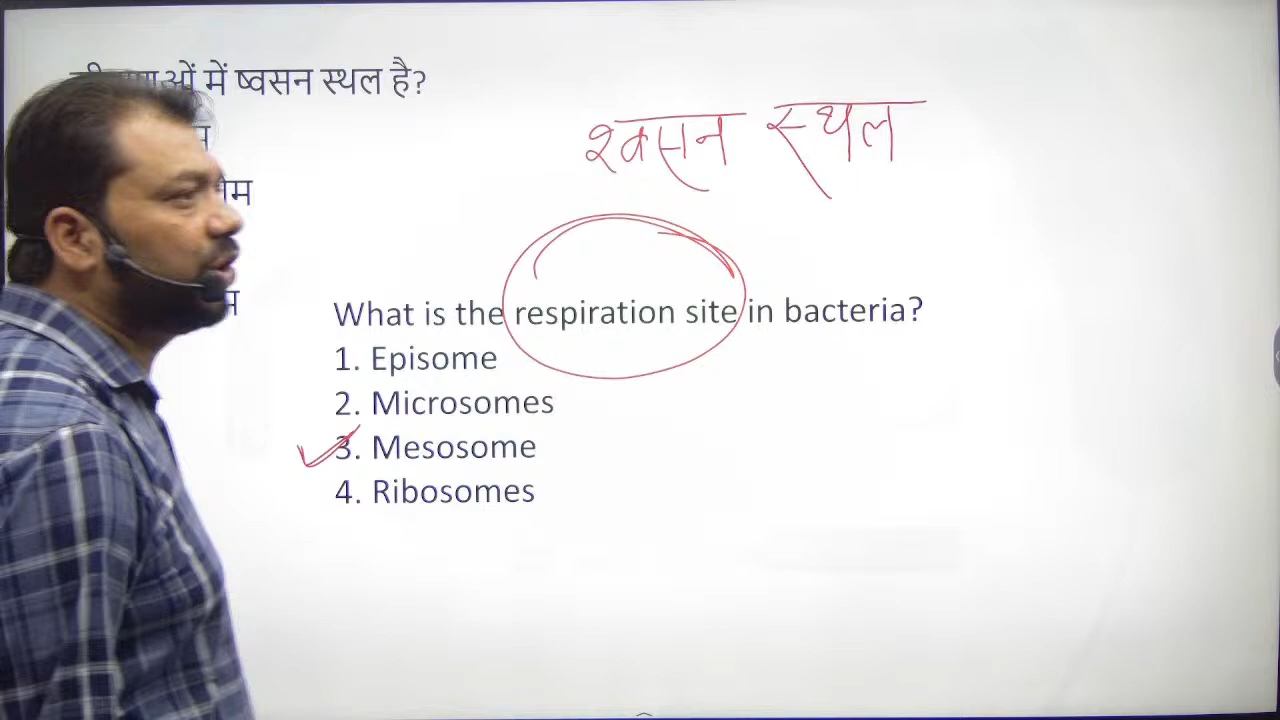 में ष्वसन स्थल है?
श्वसन स्थल
What is the respiration site in bacteria?
1. Episome
2. Microsomes
3. Mesosome
4. Ribosomes